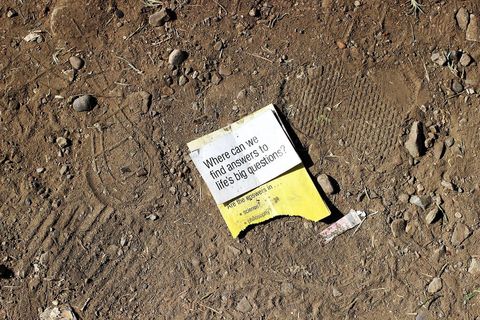 Where can we
find answers to
life's big questions?
Are the answers in...
• science
• philosophy